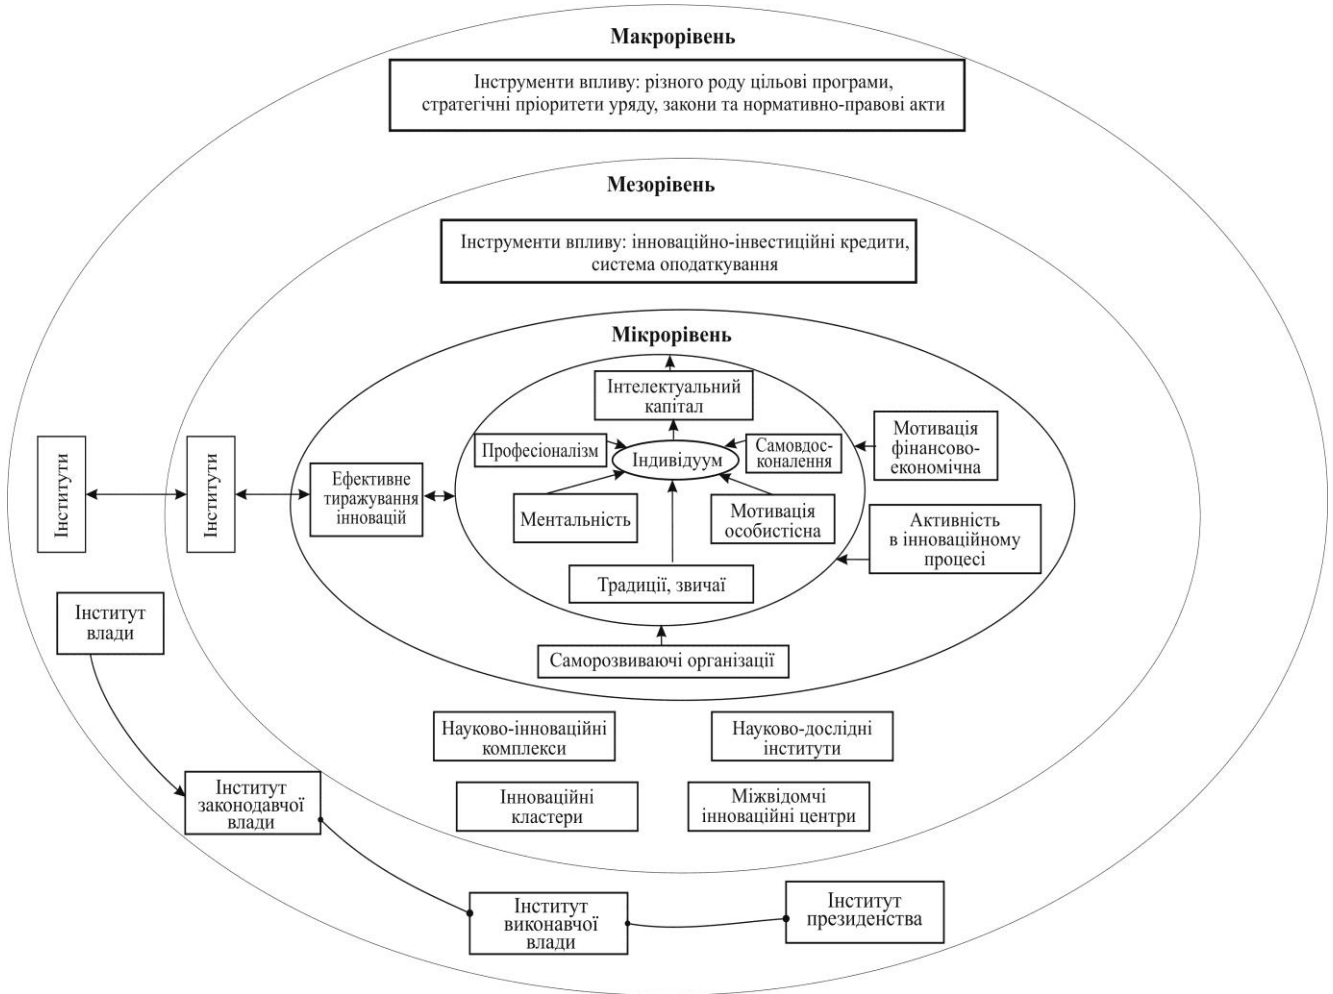 Макрорівень
Інструменти впливу: різного роду цільові програми,
стратегічні пріоритети уряду, закони та нормативно-правові акти
Мезорівень
Інструменти впливу: інноваційно-інвестиційні кредити,
система оподаткування
Мікрорівень
Інтелектуальний
капітал
Професіоналізм
Індивідуум
Самовдос-
коналення
Мотивація
фінансово-
економічна
Інститути
Інститути
Ефективне
тиражування
інновацій
Ментальність
Мотивація
особистісна
Активність
в інноваційному
процесі
Традиції, звичаї
Інститут
влади
Саморозвиваючі організації
Науково-інноваційні
комплекси
Науково-дослідні
інститути
Інститут
законодавчої
влади
Інноваційні
кластери
Міжвідомчі
інноваційні центри
Інститут
виконавчої
влади
Інститут
президенства